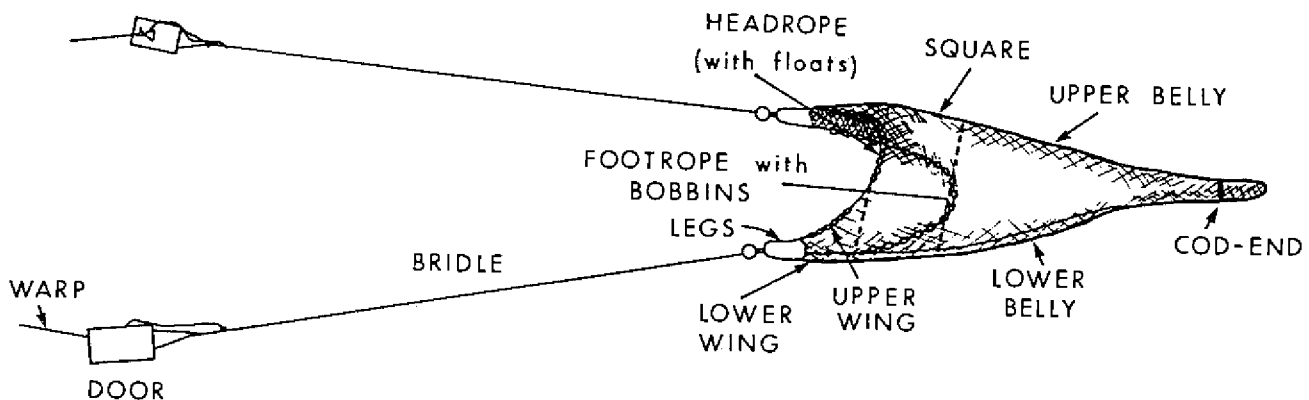 HEADROPE
(with floats)
SQUARE
UPPER BELLY
FOOTROPE with
BOBBINS
LEGS
COD-END
BRIDLE
LOWER
BELLY
WARP
UPPER
WING
LOWER
WING
DOOR